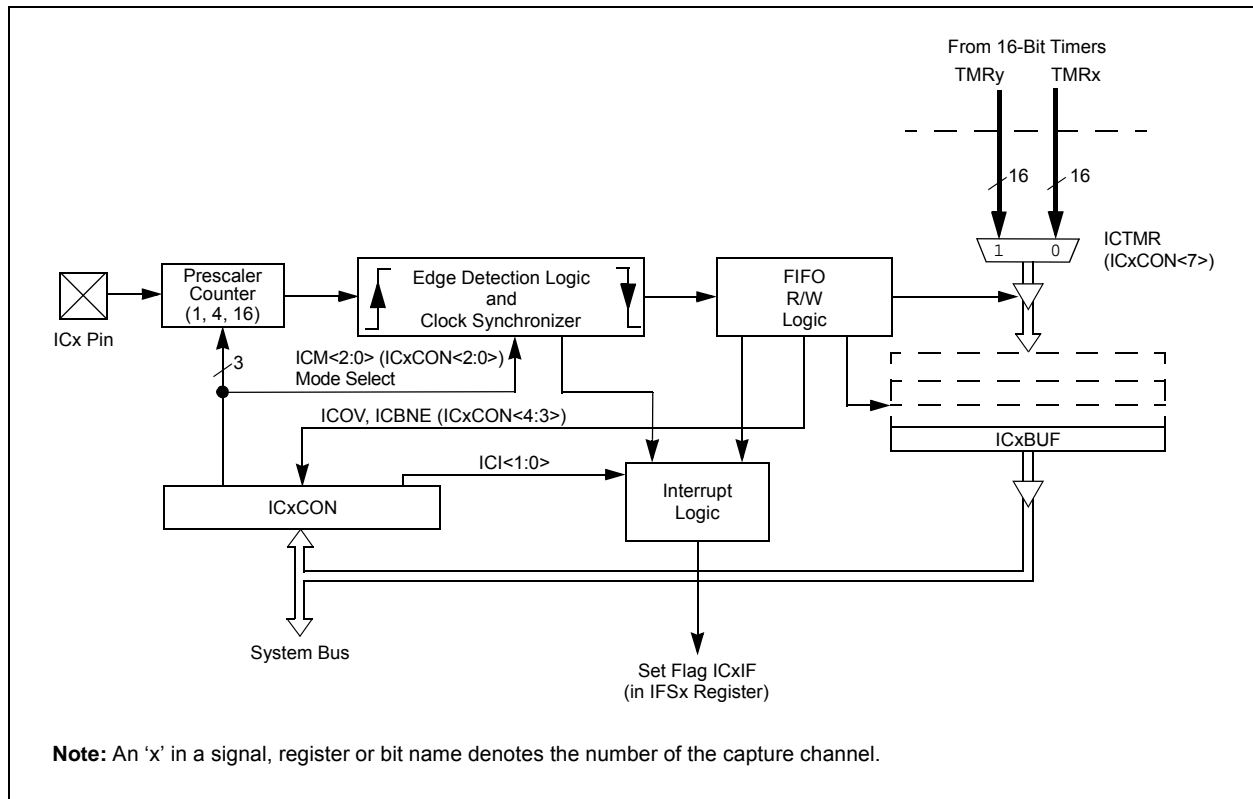 From 16-Bit Timers
TMRy TMRx
16 16
1 0
ICTMR
(ICxCON<7>)
Prescaler
Counter
(1, 4, 16)
Edge Detection Logic
and
Clock Synchronizer
FIFO
R/W
Logic
ICx Pin
3
ICM<2:0> (ICxCON<2:0>)
Mode Select
ICOV, ICBNE (ICxCON<4:3>)
ICxBUF
ICI<1:0>
Interrupt
Logic
ICxCON
System Bus
Set Flag ICxIF
(in IFSx Register)
Note: An ‘x’ in a signal, register or bit name denotes the number of the capture channel.